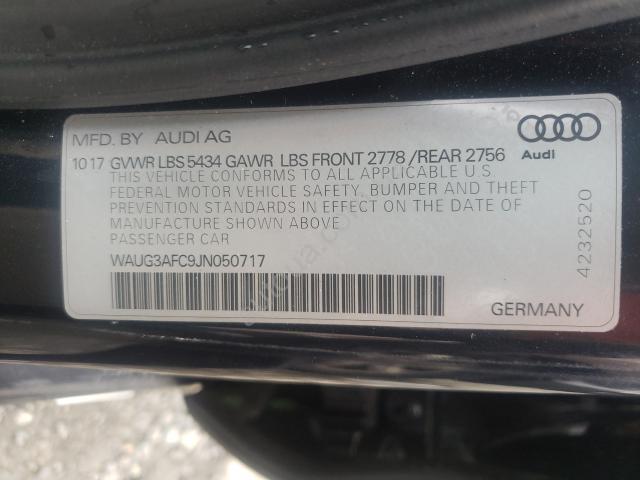 MFD. BY AUDI AG
10 17 GVWR LBS 5434 GAWR LBS FRONT 2778 /REAR 2756
THIS VEHICLE CONFORMS TO ALL APPLICABLE U.S.
FEDERAL MOTOR VEHICLE SAFETY, BUMPER AND THEFT
PREVENTION STANDARDS IN EFFECT ON THE DATE OF
MANUFACTURE SHOWN ABOVE
PASSENGER CAR
WAUG3AFC9JN050717
Audi
4232520
GERMANY